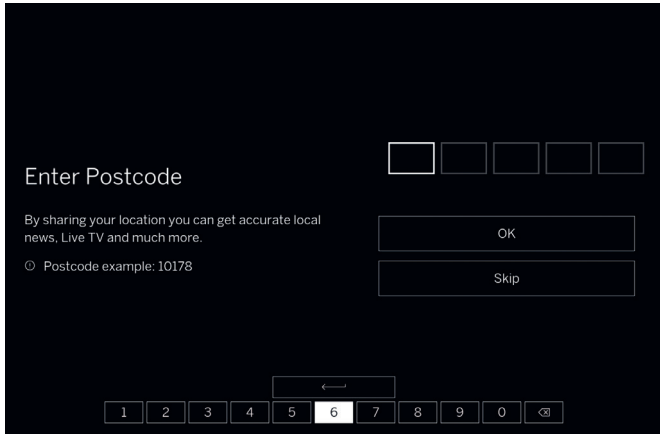 Enter Postcode
By sharing your location you can get accurate local
news, Live TV and much more.
Postcode example: 10178
OK
Skip
1 2 3 4 5 6 7 8 9 0